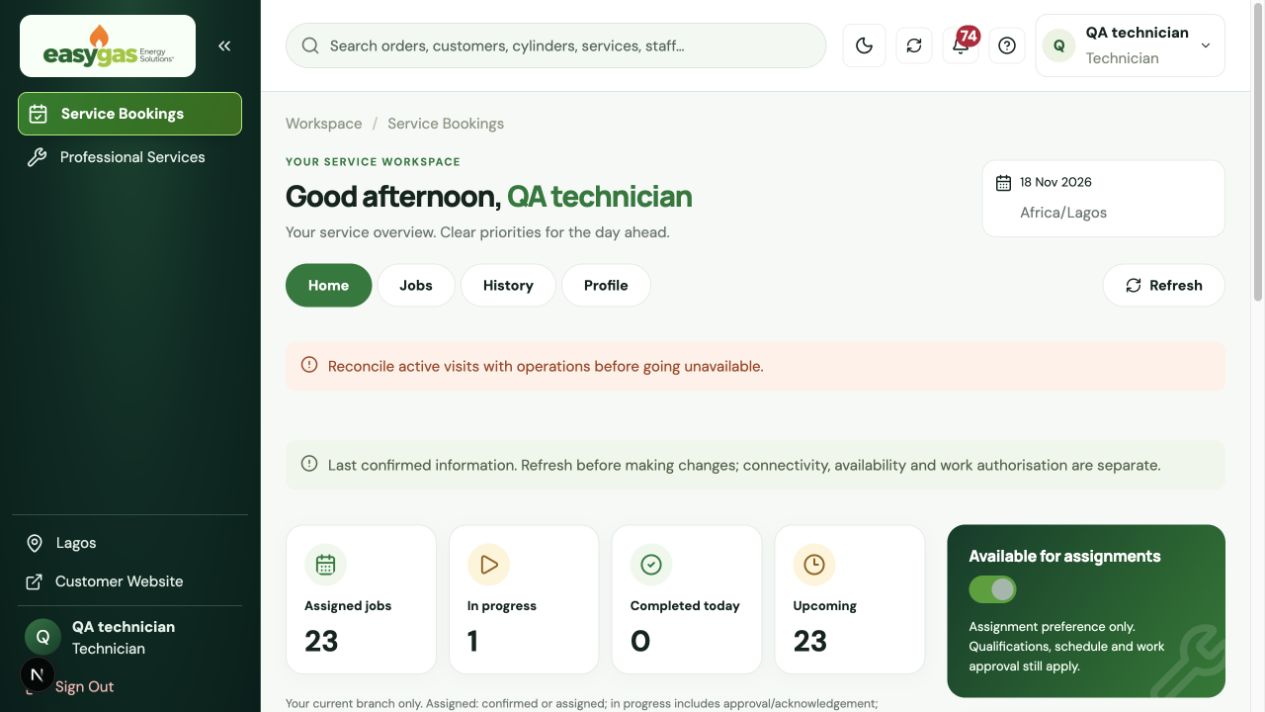 easygas Energy Solutions
Service Bookings
Professional Services
Lagos
Customer Website
Q
QA technician
Technician
N
Sign Out
Search orders, customers, cylinders, services, staff...
74
Q
QA technician
Technician
Workspace / Service Bookings
YOUR SERVICE WORKSPACE
Good afternoon, QA technician
Your service overview. Clear priorities for the day ahead.
18 Nov 2026
Africa/Lagos
Home
Jobs
History
Profile
Refresh
Reconcile active visits with operations before going unavailable.
Last confirmed information. Refresh before making changes; connectivity, availability and work authorisation are separate.
Assigned jobs
23
In progress
1
Completed today
0
Upcoming
23
Available for assignments
Assignment preference only.
Qualifications, schedule and work
approval still apply.
Your current branch only. Assigned: confirmed or assigned; in progress includes approval/acknowledgement;